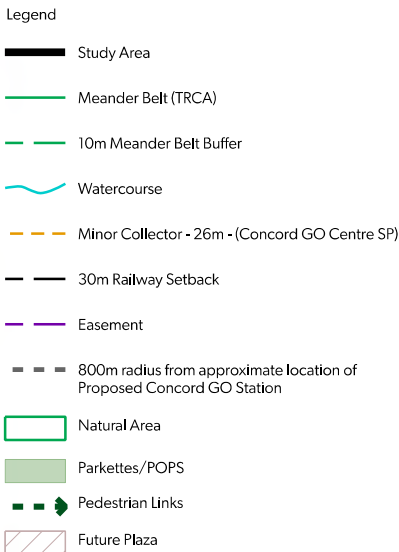 Legend
Study Area
Meander Belt (TRCA)
10m Meander Belt Buffer
Watercourse
Minor Collector - 26m - (Concord GO Centre SP)
30m Railway Setback
Easement
800m radius from approximate location of
Proposed Concord GO Station
Natural Area
Parkettes/POPS
Pedestrian Links
Future Plaza